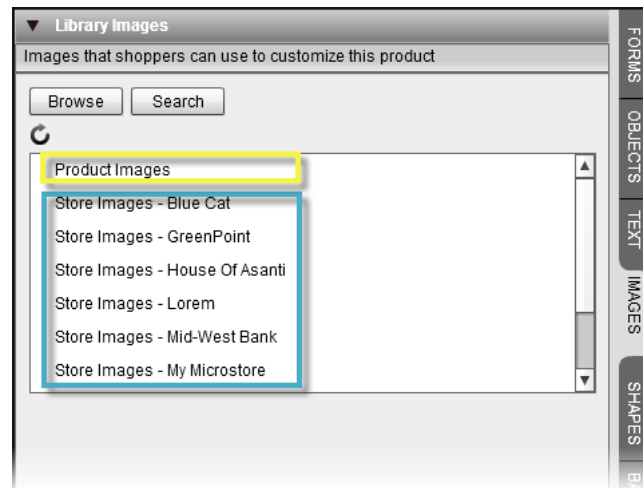 Library Images
Images that shoppers can use to customize this product
Browse
Search
Product Images
Store Images - Blue Cat
Store Images - GreenPoint
Store Images - House Of Asanti
Store Images - Lorem
Store Images - Mid-West Bank
Store Images - My Microstore
FORMS
OBJECTS
TEXT
IMAGES
SHAPES